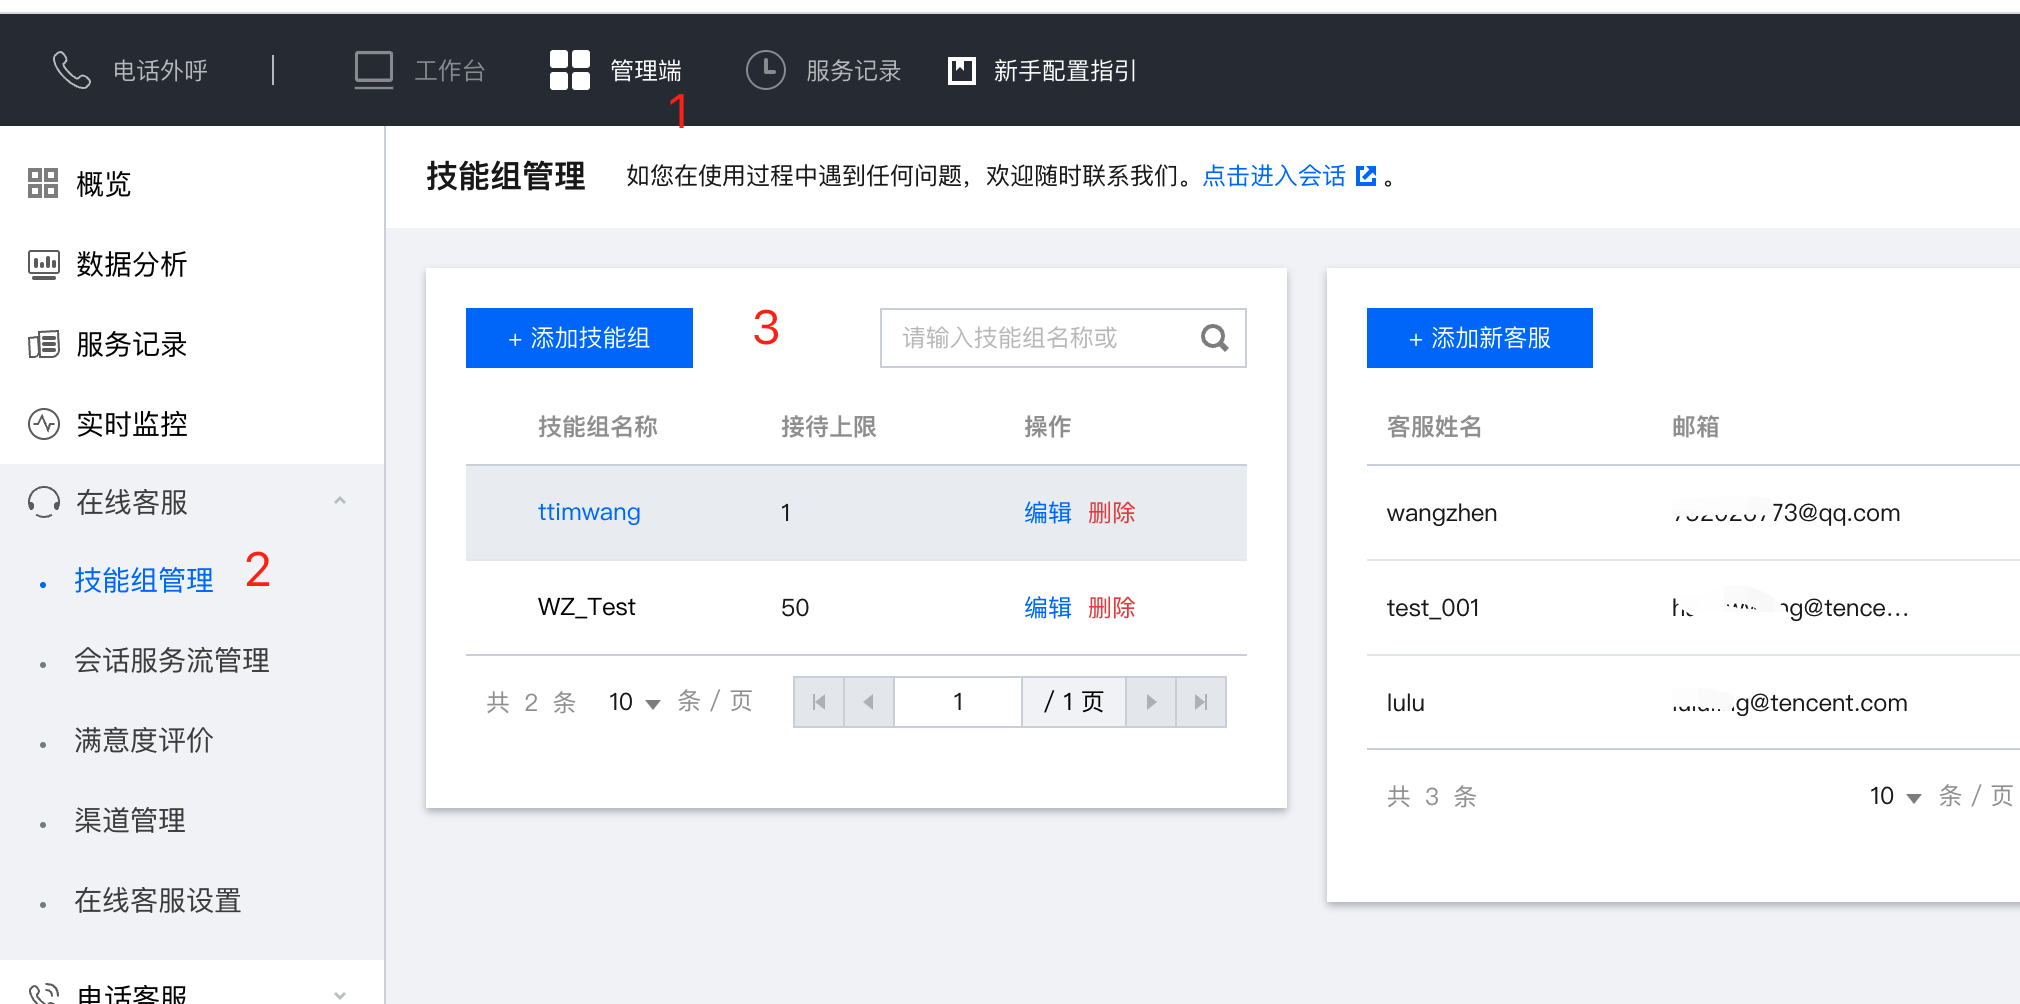 电话外呼 | 工作台 管理端 服务记录 新手配置指引
1
概览
数据分析
服务记录
实时监控
在线客服
技能组管理 2
会话服务流管理
满意度评价
渠道管理
在线客服设置
电话客服
技能组管理 如您在使用过程中遇到任何问题，欢迎随时联系我们。点击进入会话 。
+ 添加技能组 3 请输入技能组名称或
技能组名称 接待上限 操作
ttimwang 1 编辑 删除
WZ_Test 50 编辑 删除
共 2 条 10 条 / 页 1 / 1 页
+ 添加新客服
客服姓名 邮箱
wangzhen 73@qq.com
test_001 g@tence...
lulu g@tencent.com
共 3 条 10 条 / 页